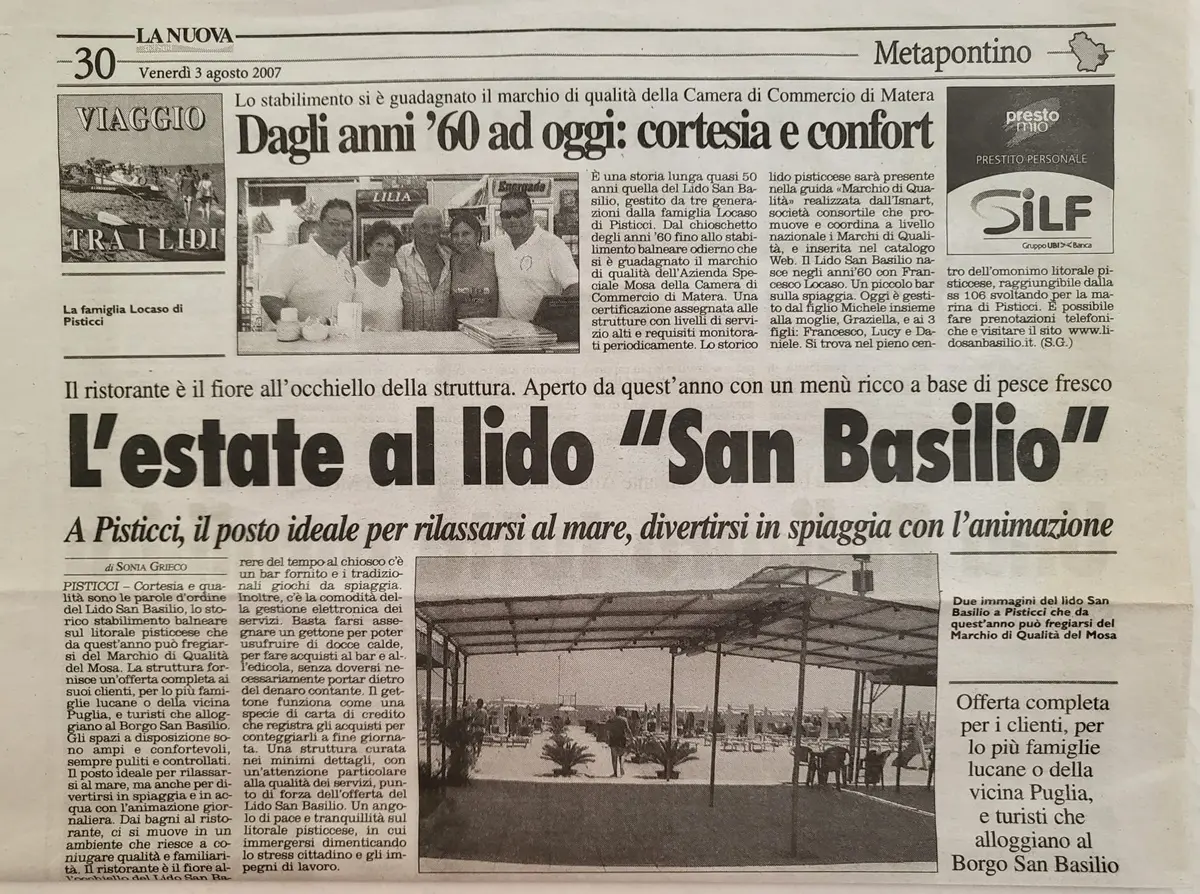 30
LA NUOVA
Venerdì 3 agosto 2007
Metapontino
VIAGGIO
TRA I LIDI
La famiglia Locaso di
Pisticci
Lo stabilimento si è guadagnato il marchio di qualità della Camera di Commercio di Matera
Dagli anni ’60 ad oggi: cortesia e confort
LILIA
È una storia lunga quasi 50
anni quella del Lido San Ba-
silio, gestito da tre genera-
zioni dalla famiglia Locaso
di Pisticci. Dal chioschetto
degli anni ’60 fino allo stabi-
limento balneare odierno che
si è guadagnato il marchio
di qualità dell’Azienda Spe-
ciale Mosa della Camera di
Commercio di Matera. Una
certificazione assegnata alle
strutture con livelli di servi-
zio alti e requisiti monitora-
ti periodicamente. Lo storico
lido pisticcese sarà presente
nella guida «Marchio di Qua-
lità» realizzata dall’Isnart,
società consortile che pro-
muove e coordina a livello
nazionale i Marchi di Quali-
tà, e inserita nel catalogo
Web. Il Lido San Basilio na-
sce negli anni’60 con Fran-
cesco Locaso. Un piccolo bar
sulla spiaggia. Oggi è gesti-
to dal figlio Michele insieme
alla moglie, Graziella, e ai 3
figli: Francesco, Lucy e Da-
niele. Si trova nel pieno cen-
presto
mio
PRESTITO PERSONALE
SiLF
Gruppo UBI Banca
tro dell’omonimo litorale pi-
sticcese, raggiungibile dalla
ss 106 svoltando per la ma-
rina di Pisticci. È possibile
fare prenotazioni telefoni-
che e visitare il sito www.li-
dosanbasilio.it. (S.G.)
Il ristorante è il fiore all’occhiello della struttura. Aperto da quest’anno con un menù ricco a base di pesce fresco
L’estate al lido “San Basilio”
A Pisticci, il posto ideale per rilassarsi al mare, divertirsi in spiaggia con l’animazione
di SONIA GRIECO
PISTICCI – Cortesia e qua-
lità sono le parole d’ordine
del Lido San Basilio, lo sto-
rico stabilimento balneare
sul litorale pisticcese che
da quest’anno può fregiar-
si del Marchio di Qualità
del Mosa. La struttura for-
nisce un’offerta completa ai
suoi clienti, per lo più fami-
glie lucane o della vicina
Puglia, e turisti che allog-
giano al Borgo San Basilio.
Gli spazi a disposizione so-
no ampi e confortevoli,
sempre puliti e controllati.
Il posto ideale per rilassar-
si al mare, ma anche per di-
vertirsi in spiaggia e in ac-
qua con l’animazione gior-
naliera. Dai bagni al risto-
rante, ci si muove in un
ambiente che riesce a co-
niugare qualità e familiari-
tà. Il ristorante è il fiore al-
l’occhiello del Lido San Ba-
rere del tempo al chiosco c’è
un bar fornito e i tradizio-
nali giochi da spiaggia.
Inoltre, c’è la comodità del-
la gestione elettronica dei
servizi. Basta farsi asse-
gnare un gettone per poter
usufruire di docce calde,
per fare acquisti al bar e al-
l’edicola, senza doversi ne-
cessariamente portar dietro
del denaro contante. Il get-
tone funziona come una
specie di carta di credito
che registra gli acquisti per
conteggiarli a fine giorna-
ta. Una struttura curata
nei minimi dettagli, con
un’attenzione particolare
alla qualità dei servizi, pun-
to di forza dell’offerta del
Lido San Basilio. Un ango-
lo di pace e tranquillità sul
litorale pisticcese, in cui
immergersi dimenticando
lo stress cittadino e gli im-
pegni di lavoro.
Due immagini del lido San
Basilio a Pisticci che da
quest’anno può fregiarsi del
Marchio di Qualità del Mosa
Offerta completa
per i clienti, per
lo più famiglie
lucane o della
vicina Puglia,
e turisti che
alloggiano al
Borgo San Basilio